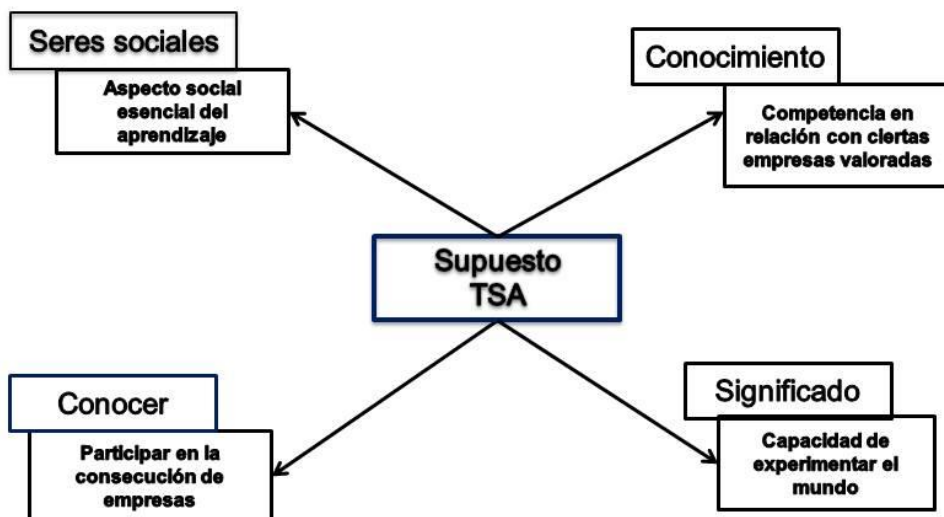 Seres sociales
Aspecto social
esencial del
aprendizaje
Conocimiento
Competencia en
relación con ciertas
empresas valoradas
Supuesto
TSA
Conocer
Participar en la
consecución de
empresas
Significado
Capacidad de
experimentar el
mundo